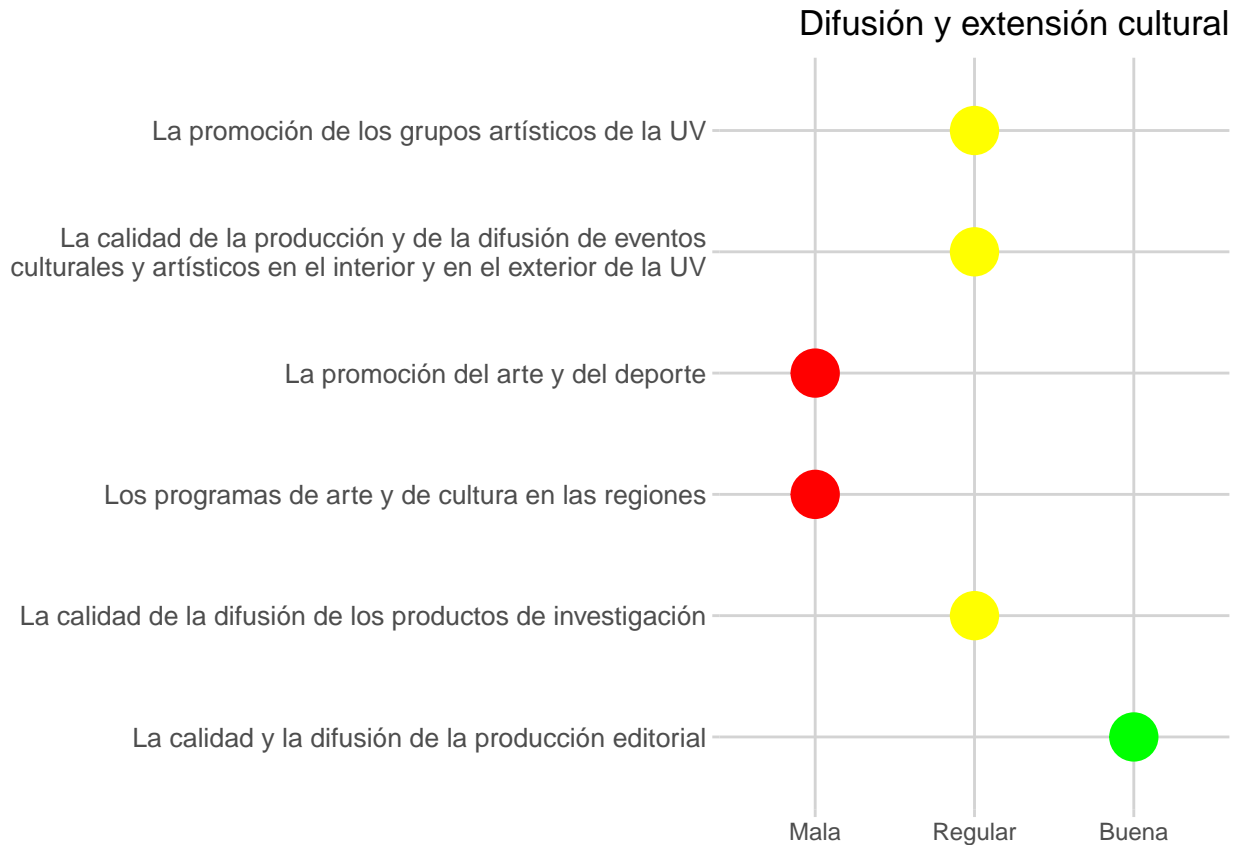 Difusión y extensión cultural
La promoción de los grupos artísticos de la UV
La calidad de la producción y de la difusión de eventos
culturales y artísticos en el interior y en el exterior de la UV
La promoción del arte y del deporte
Los programas de arte y de cultura en las regiones
La calidad de la difusión de los productos de investigación
La calidad y la difusión de la producción editorial
Mala Regular Buena